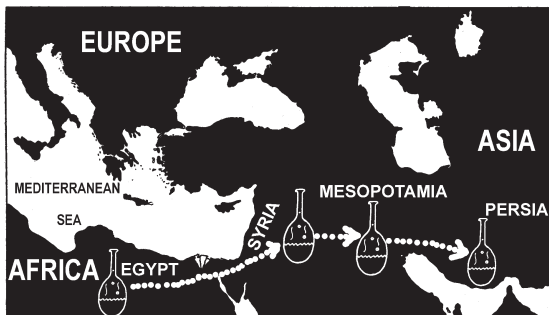 EUROPE
ASIA
MESOPOTAMIA
MEDITERRANEAN
SEA
SYRIA
PERSIA
AFRICA
EGYPT